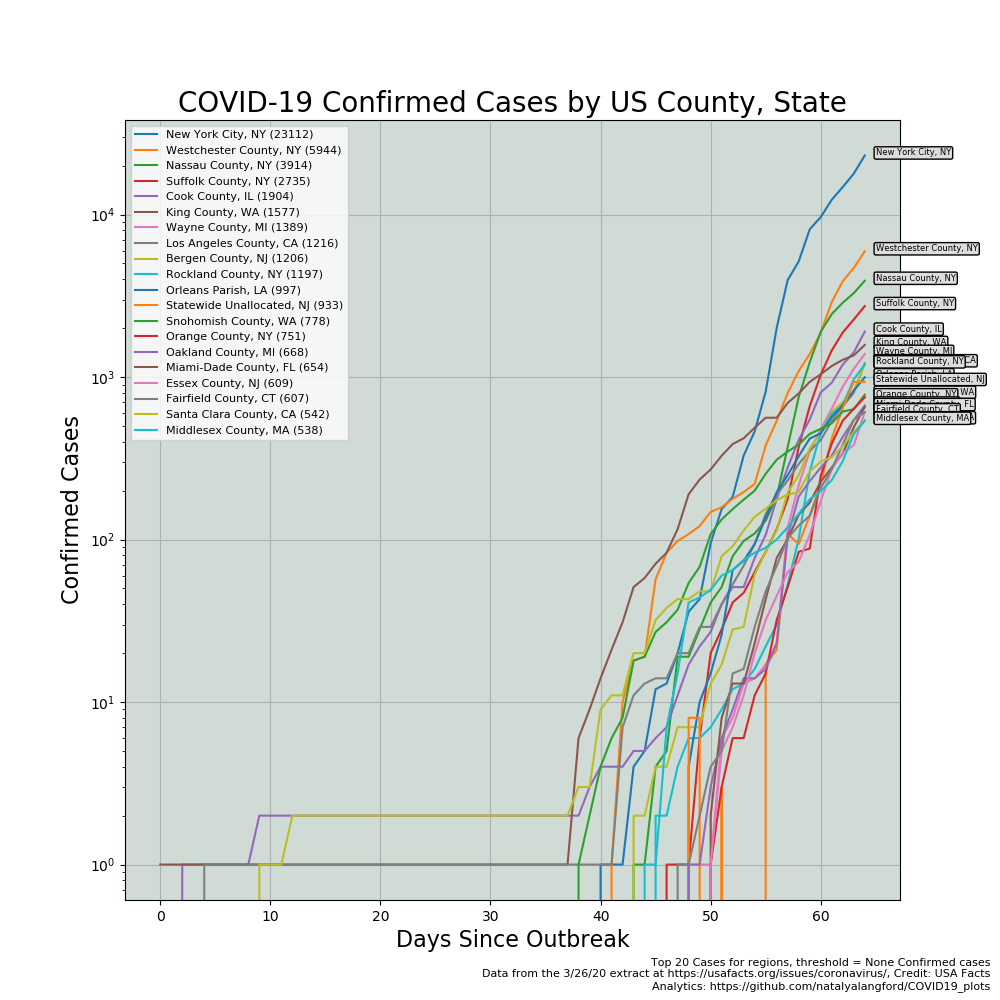 COVID-19 Confirmed Cases by US County, State
New York City, NY (23112)
Westchester County, NY (5944)
Nassau County, NY (3914)
Suffolk County, NY (2735)
Cook County, IL (1904)
King County, WA (1577)
Wayne County, MI (1389)
Los Angeles County, CA (1216)
Bergen County, NJ (1206)
Rockland County, NY (1197)
Orleans Parish, LA (997)
Statewide Unallocated, NJ (933)
Snohomish County, WA (778)
Orange County, NY (751)
Oakland County, MI (668)
Miami-Dade County, FL (654)
Essex County, NJ (609)
Fairfield County, CT (607)
Santa Clara County, CA (542)
Middlesex County, MA (538)
New York City, NY
Westchester County, NY
Nassau County, NY
Suffolk County, NY
Cook County, IL
King County, WA
Wayne County, MI
Rockland County, NY CA
Statewide Unallocated, NJ
Orange County, NY WA
FL
Fairfield County, CT
Middlesex County, MA
10⁴
10³
10²
10¹
10⁰
Confirmed Cases
0 10 20 30 40 50 60
Days Since Outbreak
Top 20 Cases for regions, threshold = None Confirmed cases
Data from the 3/26/20 extract at https://usafacts.org/issues/coronavirus/, Credit: USA Facts
Analytics: https://github.com/natalyalangford/COVID19_plots